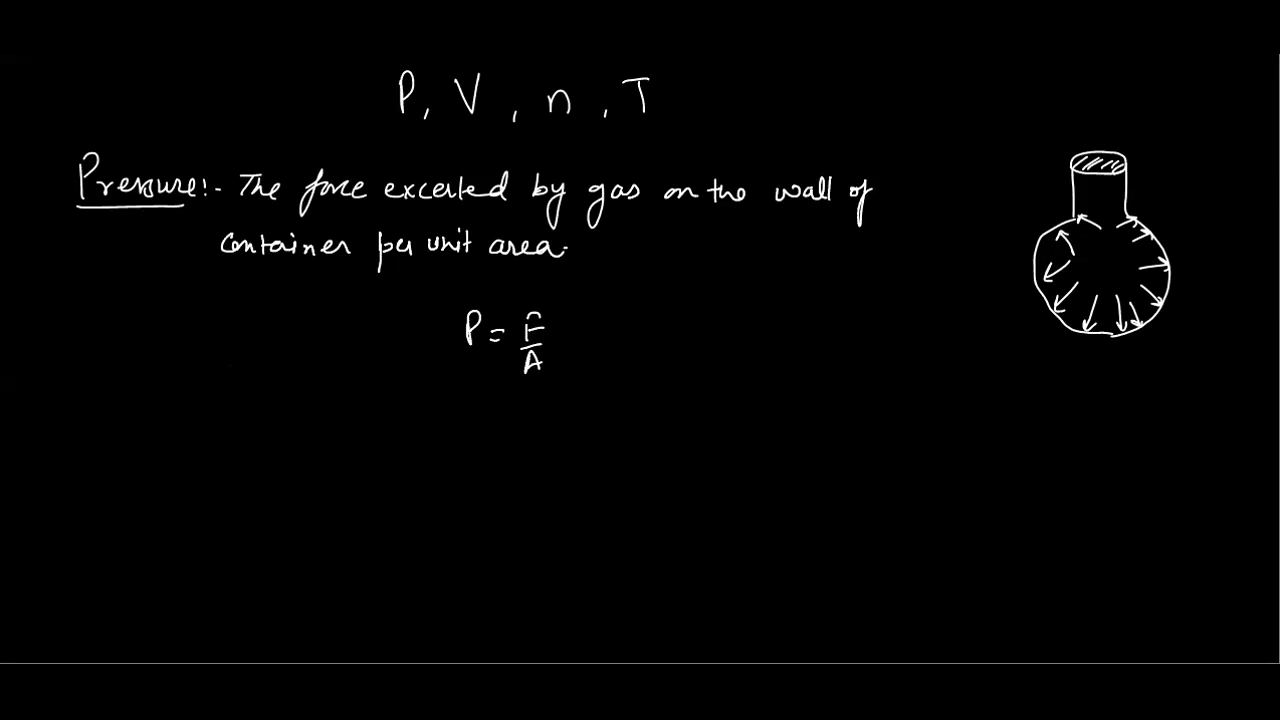 P, V, n, T
Pressure:- The force excerted by gas on the wall of
container per unit area.
P = F/A